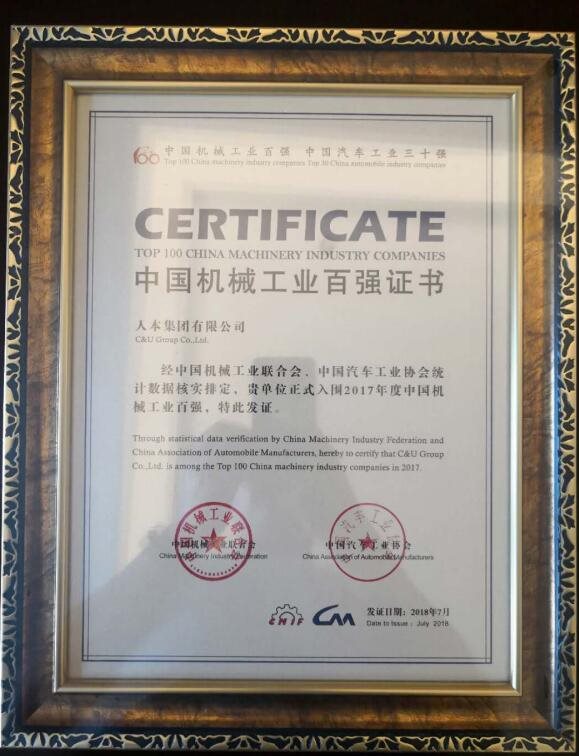 100 中国机械工业百强 中国汽车工业三十强
Top 100 China machinery industry companies Top 30 China automobile industry companies
CERTIFICATE
TOP 100 CHINA MACHINERY INDUSTRY COMPANIES
中国机械工业百强证书
人本集团有限公司
C&U Group Co.,Ltd.
经中国机械工业联合会、中国汽车工业协会统
计数据核实排定，贵单位正式入围2017年度中国机
械工业百强，特此发证。
Through statistical data verification by China Machinery Industry Federation and
China Association of Automobile Manufacturers, hereby to certify that C&U Group
Co.,Ltd. is among the Top 100 China machinery industry companies in 2017.
中国机械工业联合会 中国汽车工业协会
China Machinery Industry Federation China Association of Automobile Manufacturers
CMIF CAA 发证日期：2018年7月
Date to Issue：July 2018